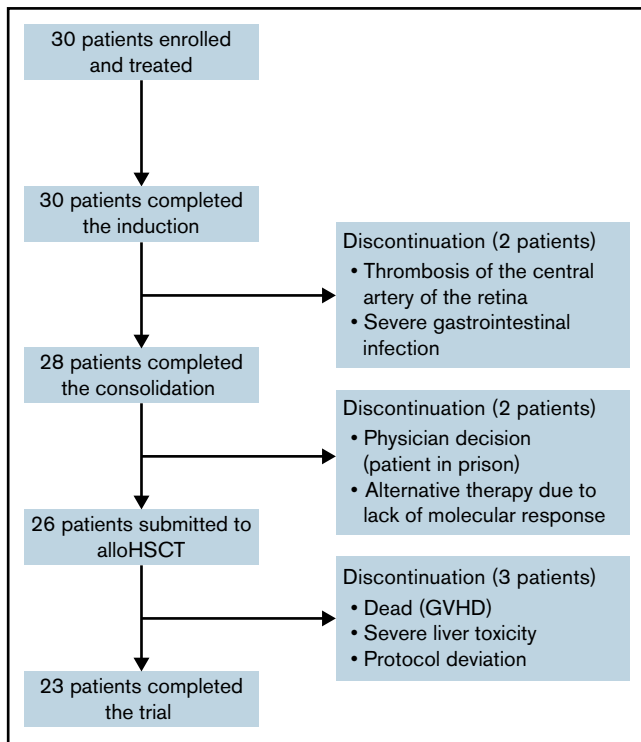 30 patients enrolled
and treated
30 patients completed
the induction
Discontinuation (2 patients)
• Thrombosis of the central
artery of the retina
• Severe gastrointestinal
infection
28 patients completed
the consolidation
Discontinuation (2 patients)
• Physician decision
(patient in prison)
• Alternative therapy due to
lack of molecular response
26 patients submitted to
alloHSCT
Discontinuation (3 patients)
• Dead (GVHD)
• Severe liver toxicity
• Protocol deviation
23 patients completed
the trial